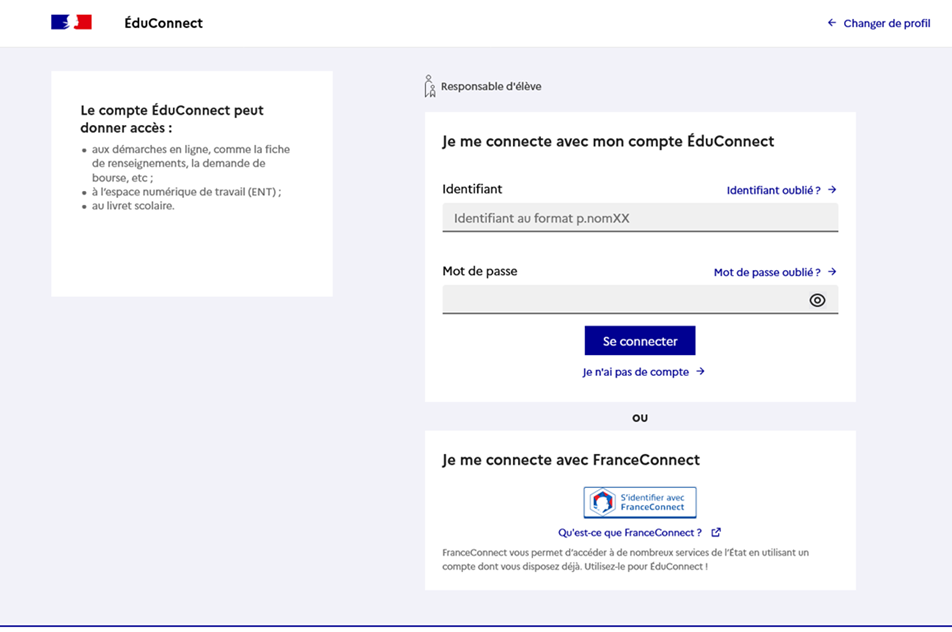 ÉduConnect
Changer de profil
Le compte ÉduConnect peut
donner accès :
aux démarches en ligne, comme la fiche
de renseignements, la demande de
bourse, etc ;
à l'espace numérique de travail (ENT) ;
au livret scolaire.
Responsable d'élève
Je me connecte avec mon compte ÉduConnect
Identifiant
Identifiant oublié ?
Identifiant au format p.nomXX
Mot de passe
Mot de passe oublié ?
Se connecter
Je n'ai pas de compte
OU
Je me connecte avec FranceConnect
S'identifier avec
FranceConnect
Qu'est-ce que FranceConnect ?
FranceConnect vous permet d'accéder à de nombreux services de l'État en utilisant un
compte dont vous disposez déjà. Utilisez-le pour ÉduConnect !